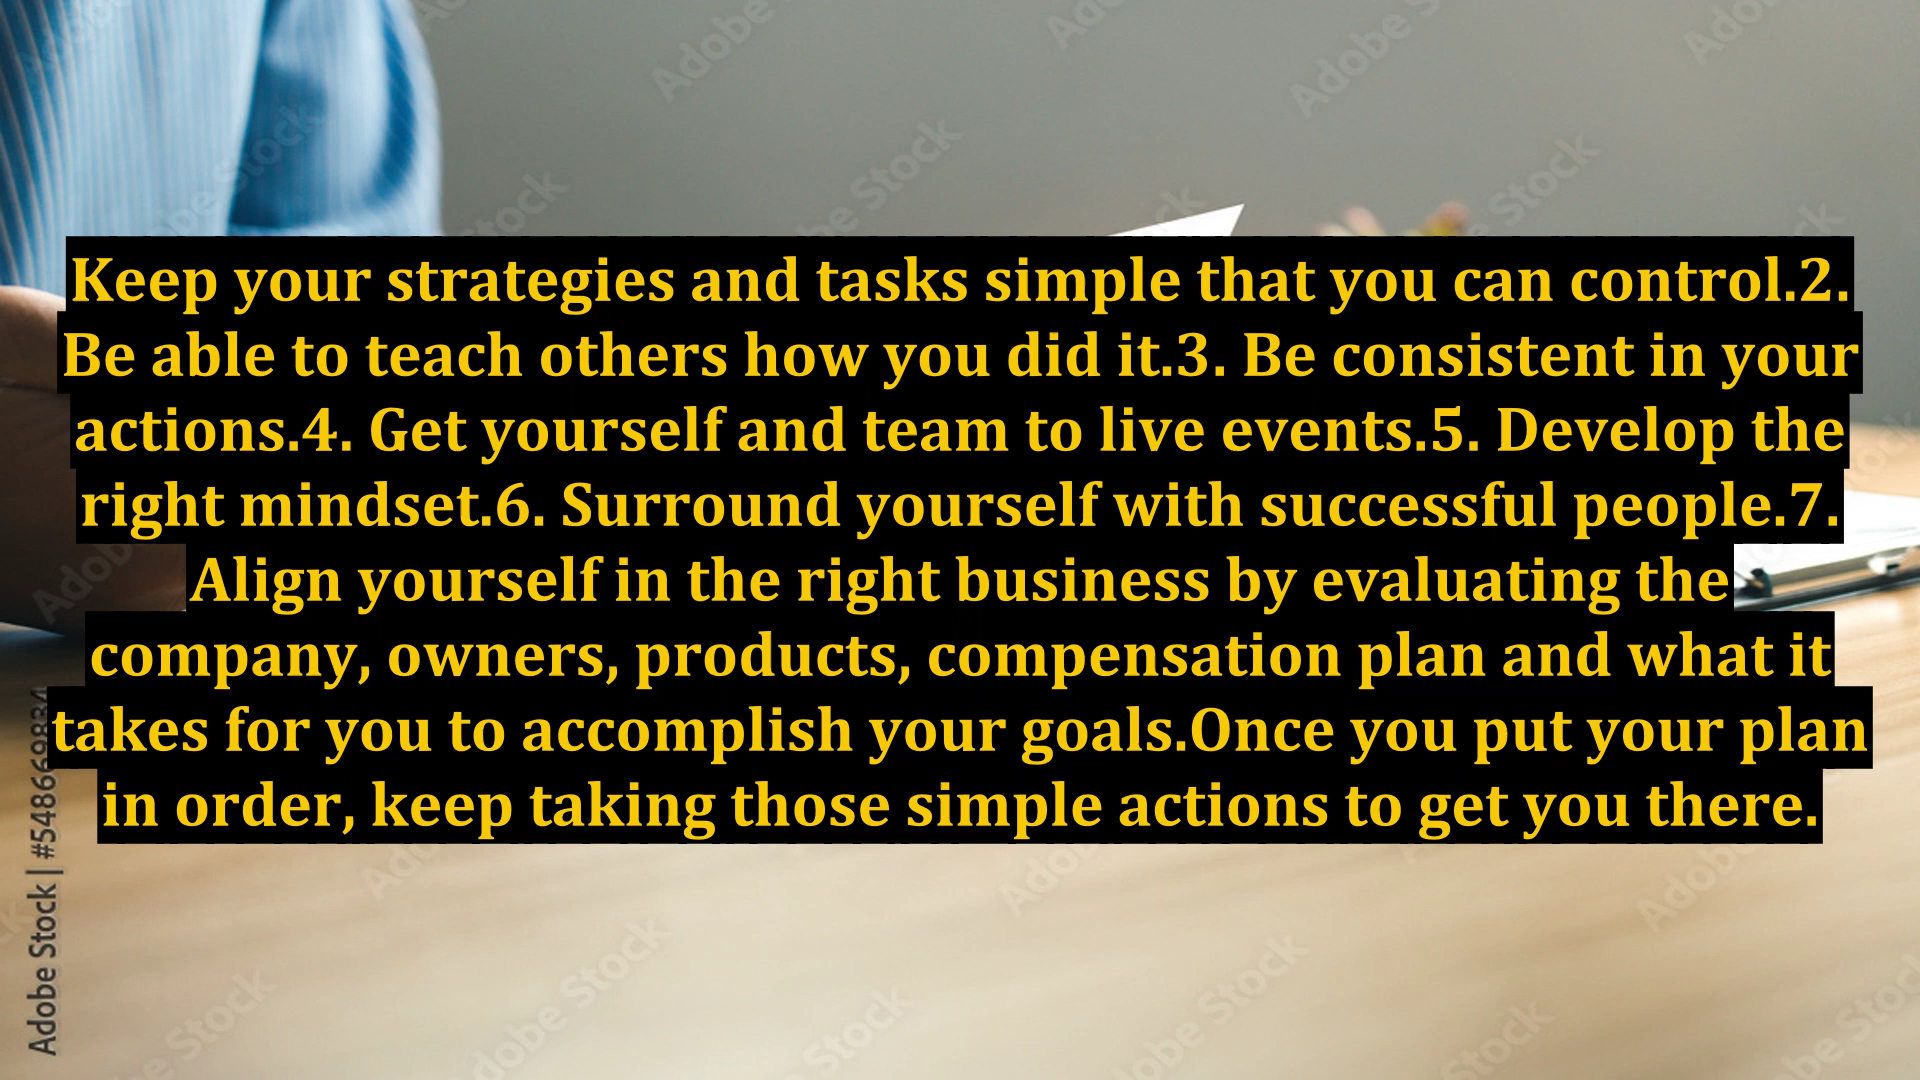 Keep your strategies and tasks simple that you can control.2.
Be able to teach others how you did it.3. Be consistent in your
actions.4. Get yourself and team to live events.5. Develop the
right mindset.6. Surround yourself with successful people.7.
Align yourself in the right business by evaluating the
company, owners, products, compensation plan and what it
takes for you to accomplish your goals.Once you put your plan
in order, keep taking those simple actions to get you there.
Adobe Stock | #548669834
Adobe Stock